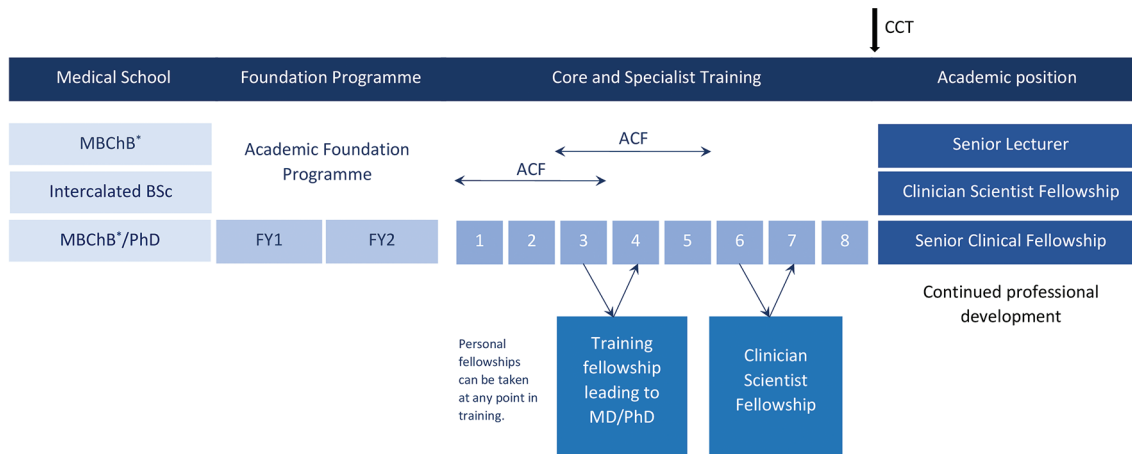 CCT
Medical School
Foundation Programme
Core and Specialist Training
Academic position
MBChB*
Intercalated BSc
MBChB*/PhD
Academic Foundation
Programme
FY1
FY2
ACF
ACF
1
2
3
4
5
6
7
8
Senior Lecturer
Clinician Scientist Fellowship
Senior Clinical Fellowship
Continued professional
development
Personal
fellowships
can be taken
at any point in
training.
Training
fellowship
leading to
MD/PhD
Clinician
Scientist
Fellowship